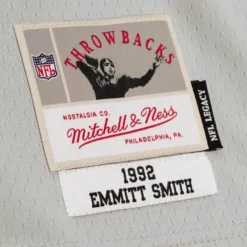 THROWBACKS
NFL
NOSTALGIA CO.
Mitchell & Ness
PHILADELPHIA, PA.
NFL LEGACY
1992
EMMITT SMITH